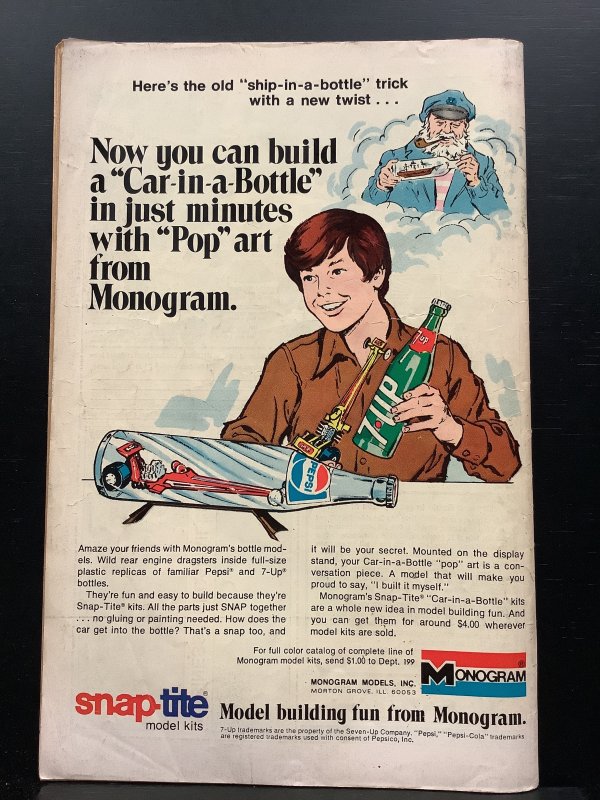 Here's the old "ship-in-a-bottle" trick
with a new twist . . .
Now you can build
a "Car-in-a-Bottle"
in just minutes
with "Pop" art
from
Monogram.
7-UP
7-UP
PEPSI
Amaze your friends with Monogram's bottle mod-
els. Wild rear engine dragsters inside full-size
plastic replicas of familiar Pepsi® and 7-Up®
bottles.
They're fun and easy to build because they're
Snap-Tite® kits. All the parts just SNAP together
. . . no gluing or painting needed. How does the
car get into the bottle? That's a snap too, and
it will be your secret. Mounted on the display
stand, your Car-in-a-Bottle "pop" art is a con-
versation piece. A model that will make you
proud to say, "I built it myself."
Monogram's Snap-Tite® "Car-in-a-Bottle" kits
are a whole new idea in model building fun. And
you can get them for around $4.00 wherever
model kits are sold.
For full color catalog of complete line of
Monogram model kits, send $1.00 to Dept. 199
MONOGRAM MODELS, INC.
MORTON GROVE, ILL. 60053
MONOGRAM®
snap-tite®
model kits
Model building fun from Monogram.
7-Up trademarks are the property of the Seven-Up Company. "Pepsi," "Pepsi-Cola" trademarks
are registered trademarks used with consent of Pepsico, Inc.